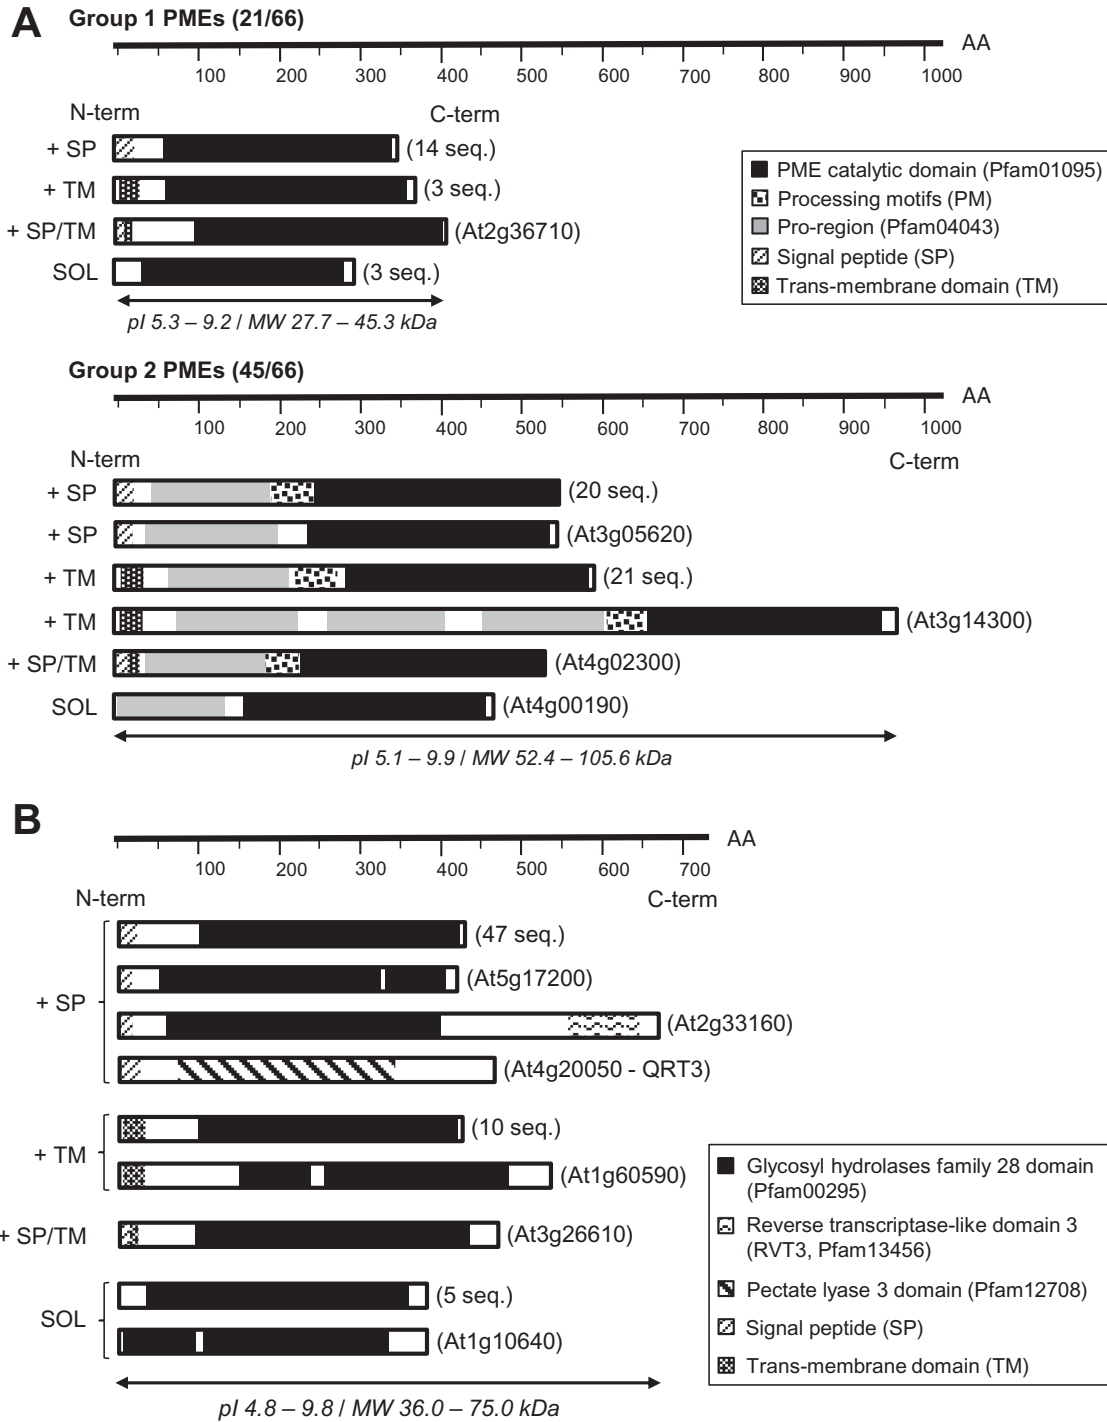 A
Group 1 PMEs (21/66)
AA
100 200 300 400 500 600 700 800 900 1000
N-term C-term
+ SP (14 seq.)
+ TM (3 seq.)
+ SP/TM (At2g36710)
SOL (3 seq.)
pI 5.3 – 9.2 / MW 27.7 – 45.3 kDa
PME catalytic domain (Pfam01095)
Processing motifs (PM)
Pro-region (Pfam04043)
Signal peptide (SP)
Trans-membrane domain (TM)
Group 2 PMEs (45/66)
AA
100 200 300 400 500 600 700 800 900 1000
N-term C-term
+ SP (20 seq.)
+ SP (At3g05620)
+ TM (21 seq.)
+ TM (At3g14300)
+ SP/TM (At4g02300)
SOL (At4g00190)
pI 5.1 – 9.9 / MW 52.4 – 105.6 kDa
B
AA
100 200 300 400 500 600 700
N-term C-term
+ SP
(47 seq.)
(At5g17200)
(At2g33160)
(At4g20050 - QRT3)
+ TM
(10 seq.)
(At1g60590)
+ SP/TM (At3g26610)
SOL
(5 seq.)
(At1g10640)
pI 4.8 – 9.8 / MW 36.0 – 75.0 kDa
Glycosyl hydrolases family 28 domain
(Pfam00295)
Reverse transcriptase-like domain 3
(RVT3, Pfam13456)
Pectate lyase 3 domain (Pfam12708)
Signal peptide (SP)
Trans-membrane domain (TM)